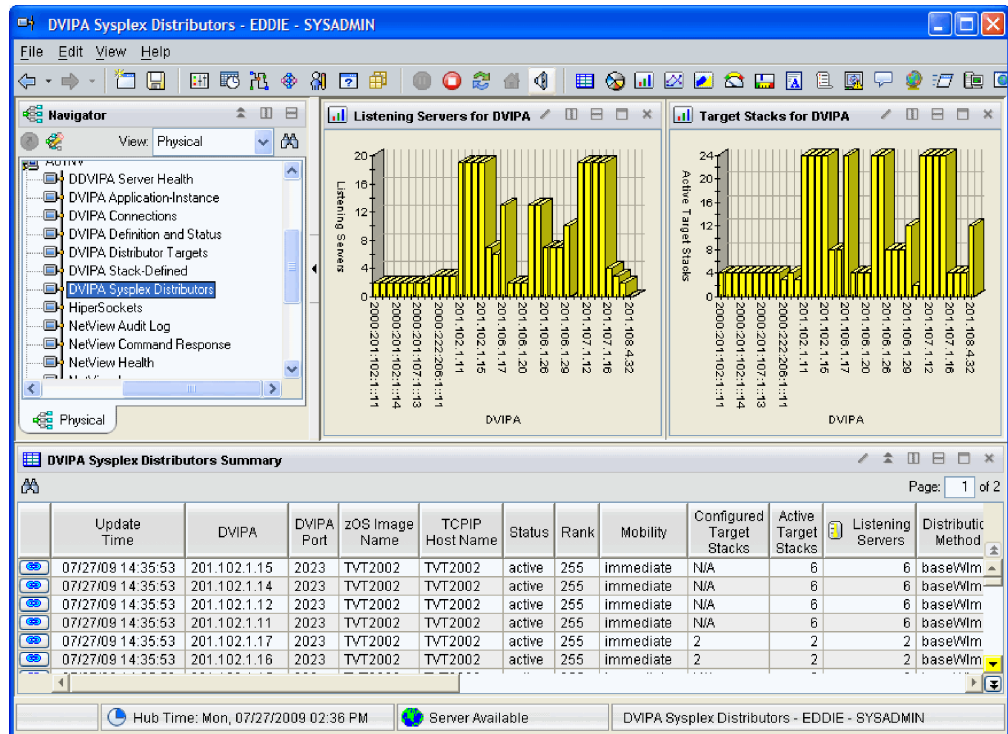 DVIPA Sysplex Distributors - EDDIE - SYSADMIN
File Edit View Help
Navigator
View: Physical
DDVIPA Server Health
DVIPA Application-Instance
DVIPA Connections
DVIPA Definition and Status
DVIPA Distributor Targets
DVIPA Stack-Defined
DVIPA Sysplex Distributors
HiperSockets
NetView Audit Log
NetView Command Response
NetView Health
Physical
Listening Servers for DVIPA
Listening Servers
20
16
12
8
4
0
2000:201:102:1::11
2000:201:102:1::14
2000:201:107:1::13
2000:222:206:1::11
201.102.1.11
201.102.1.15
201.106.1.17
201.106.1.20
201.106.1.26
201.106.1.29
201.107.1.12
201.107.1.16
201.108.4.32
DVIPA
Target Stacks for DVIPA
Active Target Stacks
24
20
16
12
8
4
0
2000:201:102:1::11
2000:201:102:1::14
2000:201:107:1::13
2000:222:206:1::11
201.102.1.11
201.102.1.15
201.106.1.17
201.106.1.20
201.106.1.26
201.106.1.29
201.107.1.12
201.107.1.16
201.108.4.32
DVIPA
DVIPA Sysplex Distributors Summary
Page: 1 of 2
Update Time DVIPA DVIPA Port zOS Image Name TCPIP Host Name Status Rank Mobility Configured Target Stacks Active Target Stacks Listening Servers Distributic Method
07/27/09 14:35:53 201.102.1.15 2023 TVT2002 TVT2002 active 255 immediate N/A 6 6 baseWlm
07/27/09 14:35:53 201.102.1.14 2023 TVT2002 TVT2002 active 255 immediate N/A 6 6 baseWlm
07/27/09 14:35:53 201.102.1.12 2023 TVT2002 TVT2002 active 255 immediate N/A 6 6 baseWlm
07/27/09 14:35:53 201.102.1.11 2023 TVT2002 TVT2002 active 255 immediate N/A 6 6 baseWlm
07/27/09 14:35:53 201.102.1.17 2023 TVT2002 TVT2002 active 255 immediate 2 2 2 baseWlm
07/27/09 14:35:53 201.102.1.16 2023 TVT2002 TVT2002 active 255 immediate 2 2 2 baseWlm
Hub Time: Mon, 07/27/2009 02:36 PM
Server Available
DVIPA Sysplex Distributors - EDDIE - SYSADMIN